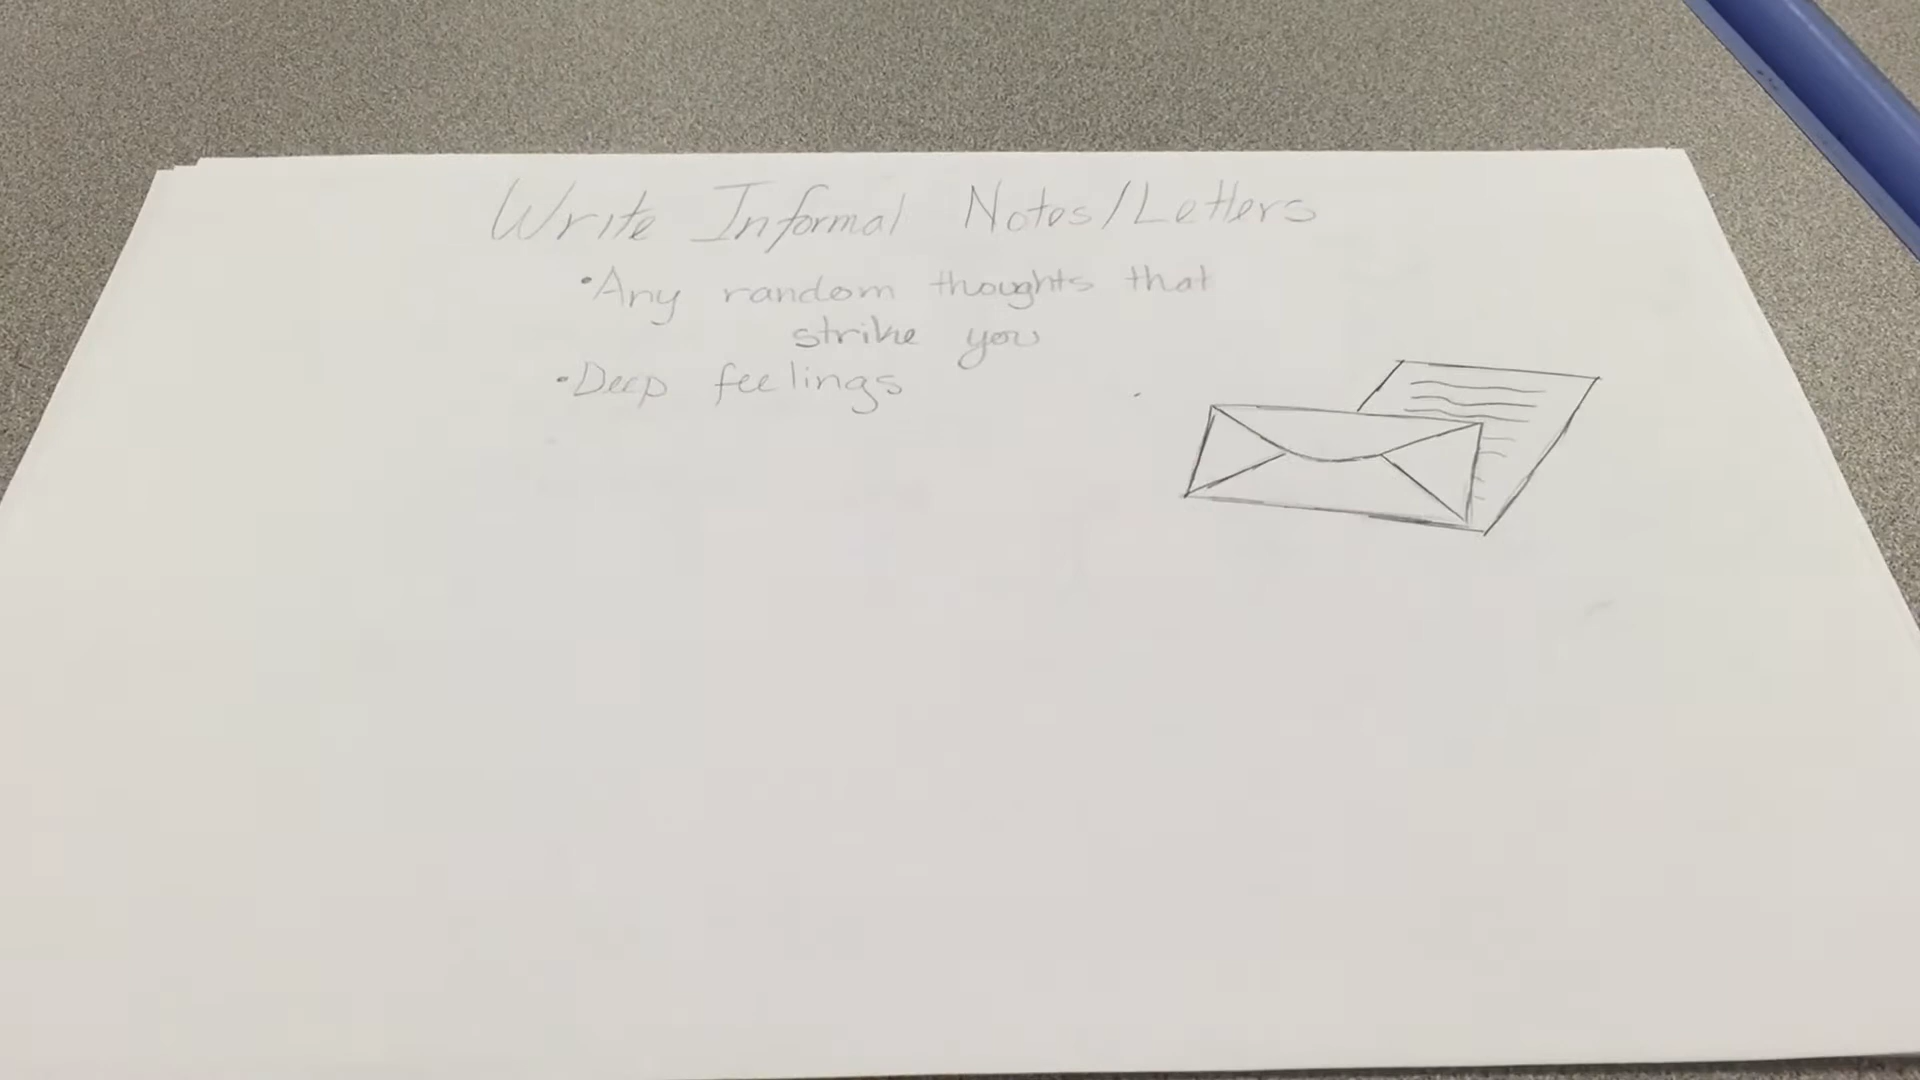 Write Informal Notes/Letters
•Any random thoughts that
strike you
•Deep feelings